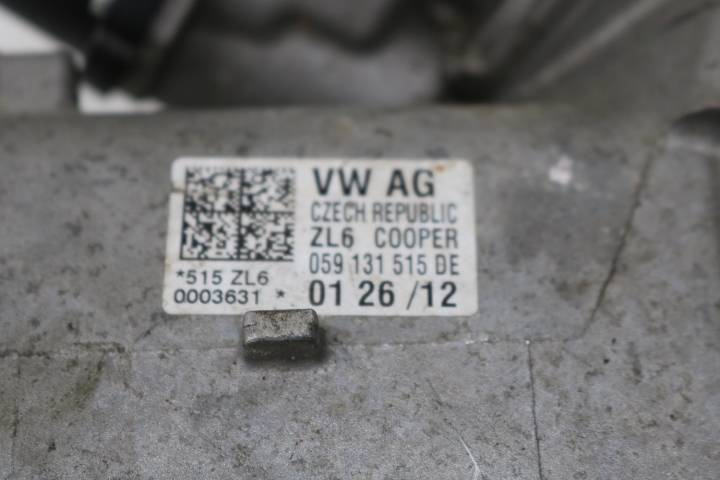 VW AG
CZECH REPUBLIC
ZL6 COOPER
059 131 515 DE
01 26 /12
*515 ZL6
0003631 *